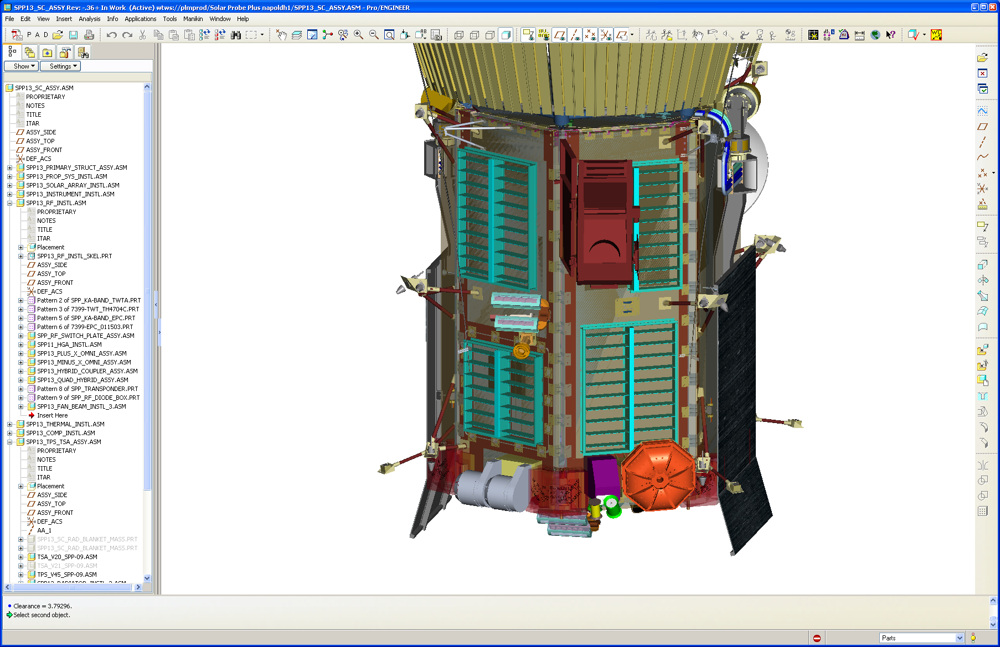 SPP13_SC_ASSY Rev: -.36+ In Work  (Active) wtws://plmprod/Solar Probe Plus napoldh1/SPP13_SC_ASSY.ASM - Pro/ENGINEER
File Edit View Insert Analysis Info Applications Tools Manikin Window Help
P A D
Show Settings
SPP13_SC_ASSY.ASM
PROPRIETARY
NOTES
TITLE
ITAR
ASSY_SIDE
ASSY_TOP
ASSY_FRONT
DEF_ACS
SPP13_PRIMARY_STRUCT_ASSY.ASM
SPP13_PROP_SYS_INSTL.ASM
SPP13_SOLAR_ARRAY_INSTL.ASM
SPP13_INSTRUMENT_INSTL.ASM
SPP13_RF_INSTL.ASM
PROPRIETARY
NOTES
TITLE
ITAR
Placement
SPP13_RF_INSTL_SKEL.PRT
ASSY_SIDE
ASSY_TOP
ASSY_FRONT
DEF_ACS
Pattern 2 of SPP_KA-BAND_TWTA.PRT
Pattern 3 of 7399-TWT_TH4704C.PRT
Pattern 5 of SPP_KA-BAND_EPC.PRT
Pattern 6 of 7399-EPC_011503.PRT
SPP_RF_SWITCH_PLATE_ASSY.ASM
SPP11_HGA_INSTL.ASM
SPP13_PLUS_X_OMNI_ASSY.ASM
SPP13_MINUS_X_OMNI_ASSY.ASM
SPP13_HYBRID_COUPLER_ASSY.ASM
SPP13_QUAD_HYBRID_ASSY.ASM
Pattern 8 of SPP_TRANSPONDER.PRT
Pattern 9 of SPP_RF_DIODE_BOX.PRT
SPP13_FAN_BEAM_INSTL_3.ASM
Insert Here
SPP13_THERMAL_INSTL.ASM
SPP13_COMP_INSTL.ASM
SPP13_TPS_TSA_ASSY.ASM
PROPRIETARY
NOTES
TITLE
ITAR
Placement
ASSY_SIDE
ASSY_TOP
ASSY_FRONT
DEF_ACS
AA_1
SPP13_SC_RAD_BLANKET_MASS.PRT
SPP13_SC_RAD_BLANKET_MASS.PRT
TSA_V20_SPP-09.ASM
TSA_V21_SPP-09.ASM
TPS_V45_SPP-09.ASM
SPP13_RADIATOR_INSTL_3.ASM
Clearance = 3.79296.
Select second object.
Parts